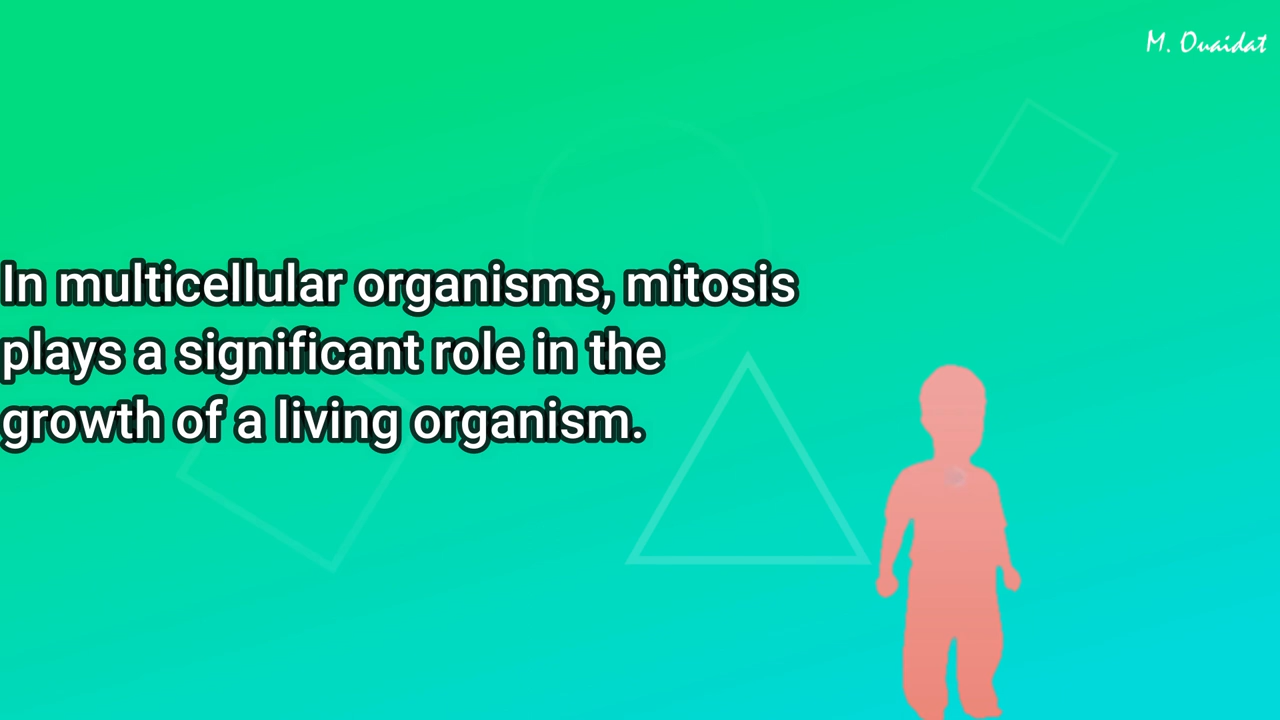 M. Ouaidat
In multicellular organisms, mitosis
plays a significant role in the
growth of a living organism.